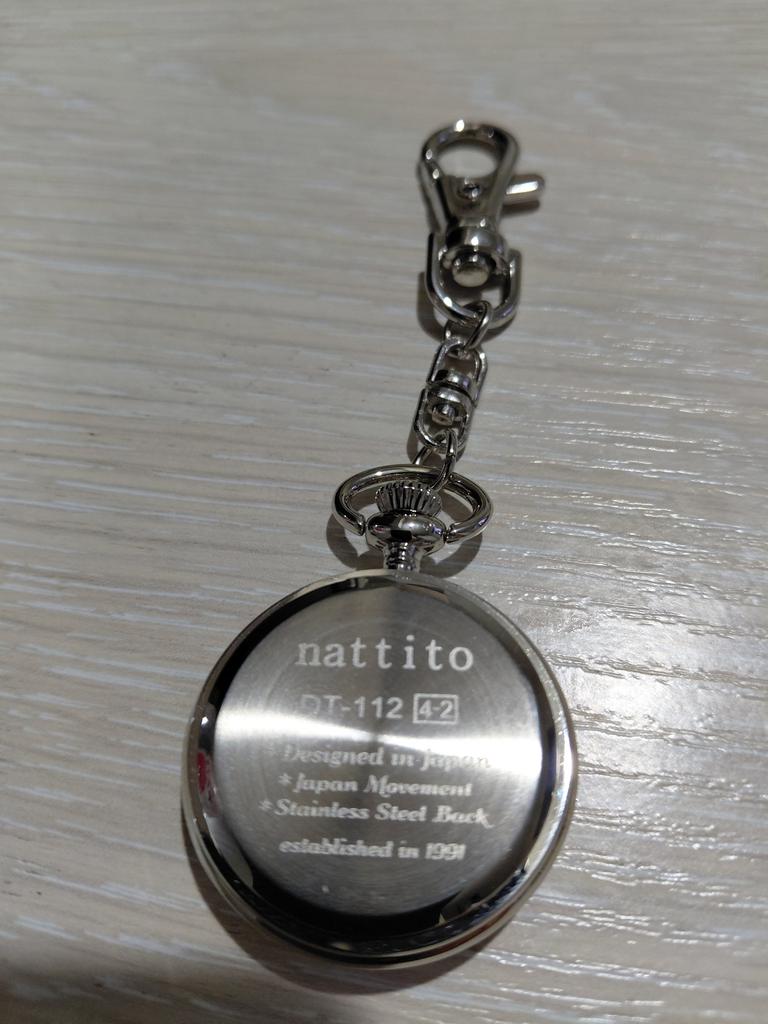 nattito
DT-112 4-2
*Designed in Japan
*Japan Movement
*Stainless Steel Back
established in 1991